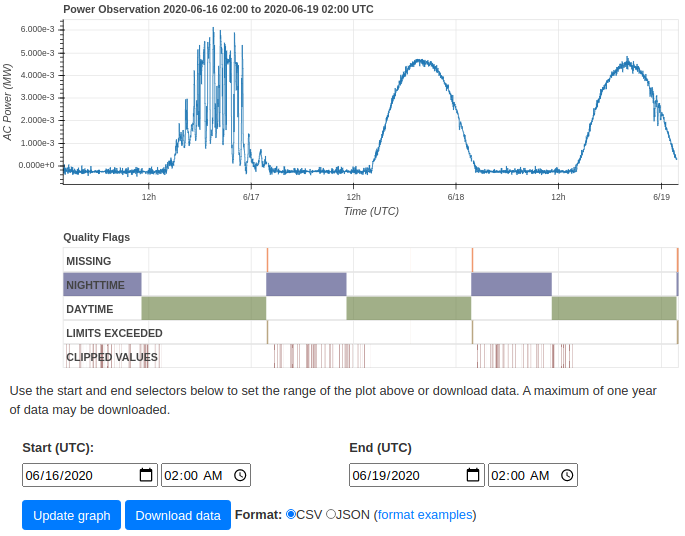 Power Observation 2020-06-16 02:00 to 2020-06-19 02:00 UTC
6.000e-3
5.000e-3
4.000e-3
3.000e-3
2.000e-3
1.000e-3
0.000e+0
AC Power (MW)
12h 6/17 12h 6/18 12h 6/19
Time (UTC)
Quality Flags
MISSING
NIGHTTIME
DAYTIME
LIMITS EXCEEDED
CLIPPED VALUES
Use the start and end selectors below to set the range of the plot above or download data. A maximum of one year
of data may be downloaded.
Start (UTC): End (UTC)
06/16/2020 02:00 AM 06/19/2020 02:00 AM
Update graph Download data Format: CSV JSON (format examples)